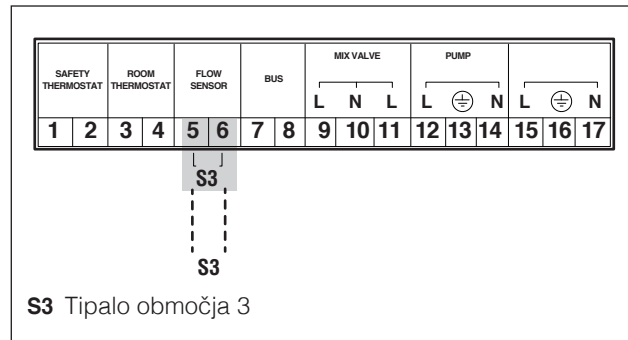 SAFETY THERMOSTAT
ROOM THERMOSTAT
FLOW SENSOR
BUS
MIX VALVE
PUMP
L N L L N L N
1 2 3 4 5 6 7 8 9 10 11 12 13 14 15 16 17
S3
S3
S3 Tipalo območja 3